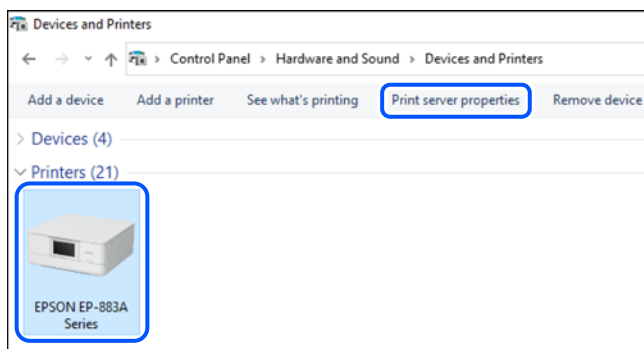 Devices and Printers
Control Panel > Hardware and Sound > Devices and Printers
Add a device Add a printer See what's printing Print server properties Remove device
Devices (4)
Printers (21)
EPSON EP-883A
Series